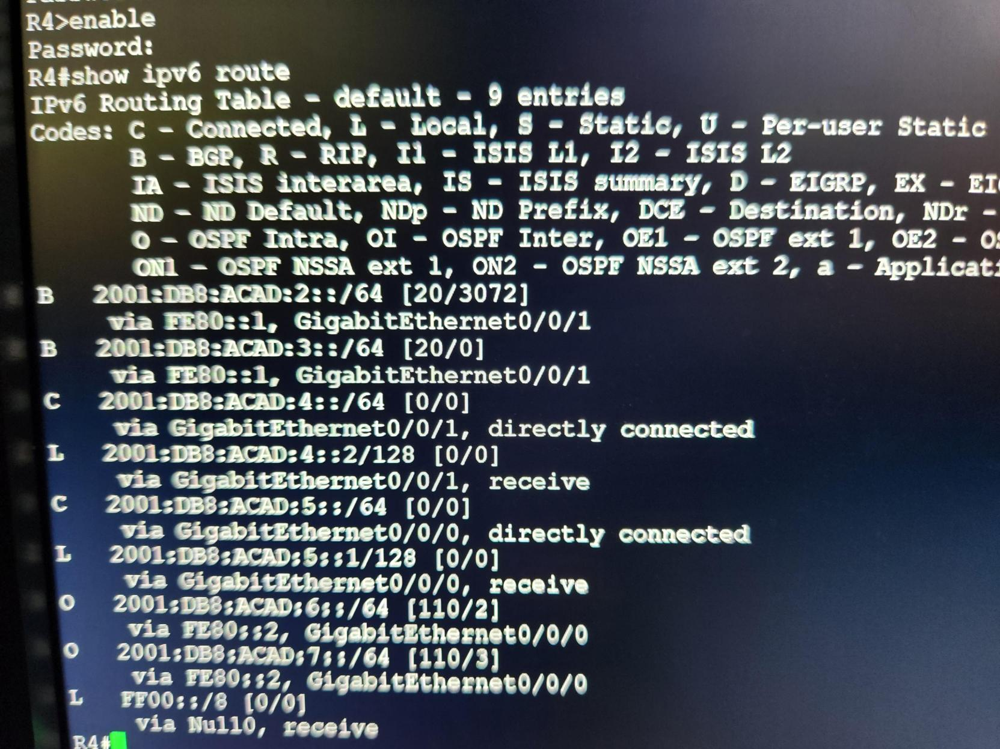 R4>enable
Password:
R4#show ipv6 route
IPv6 Routing Table - default - 9 entries
Codes: C - Connected, L - Local, S - Static, U - Per-user Static
B - BGP, R - RIP, I1 - ISIS L1, I2 - ISIS L2
IA - ISIS interarea, IS - ISIS summary, D - EIGRP, EX -
ND - ND Default, NDp - ND Prefix, DCE - Destination, NDr -
O - OSPF Intra, OI - OSPF Inter, OE1 - OSPF ext 1, OE2 -
ON1 - OSPF NSSA ext 1, ON2 - OSPF NSSA ext 2, a -
B 2001:DB8:ACAD:2::/64 [20/3072]
via FE80::1, GigabitEthernet0/0/1
B 2001:DB8:ACAD:3::/64 [20/0]
via FE80::1, GigabitEthernet0/0/1
C 2001:DB8:ACAD:4::/64 [0/0]
via GigabitEthernet0/0/1, directly connected
L 2001:DB8:ACAD:4::2/128 [0/0]
via GigabitEthernet0/0/1, receive
C 2001:DB8:ACAD:5::/64 [0/0]
via GigabitEthernet0/0/0, directly connected
L 2001:DB8:ACAD:5::1/128 [0/0]
via GigabitEthernet0/0/0, receive
O 2001:DB8:ACAD:6::/64 [110/2]
via FE80::2, GigabitEthernet0/0/0
O 2001:DB8:ACAD:7::/64 [110/3]
via FE80::2, GigabitEthernet0/0/0
L FF00::/8 [0/0]
via Null0, receive
R4#